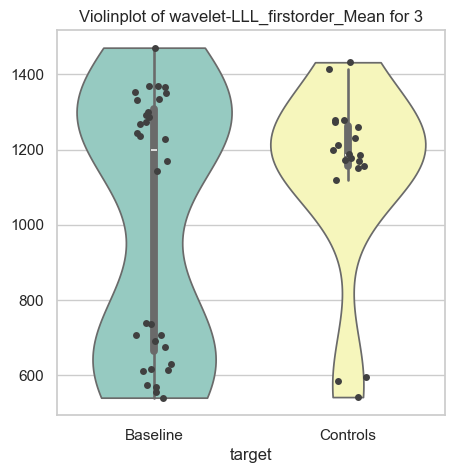 Violinplot of wavelet-LLL_firstorder_Mean for 3
1400
1200
1000
800
600
Baseline
Controls
target